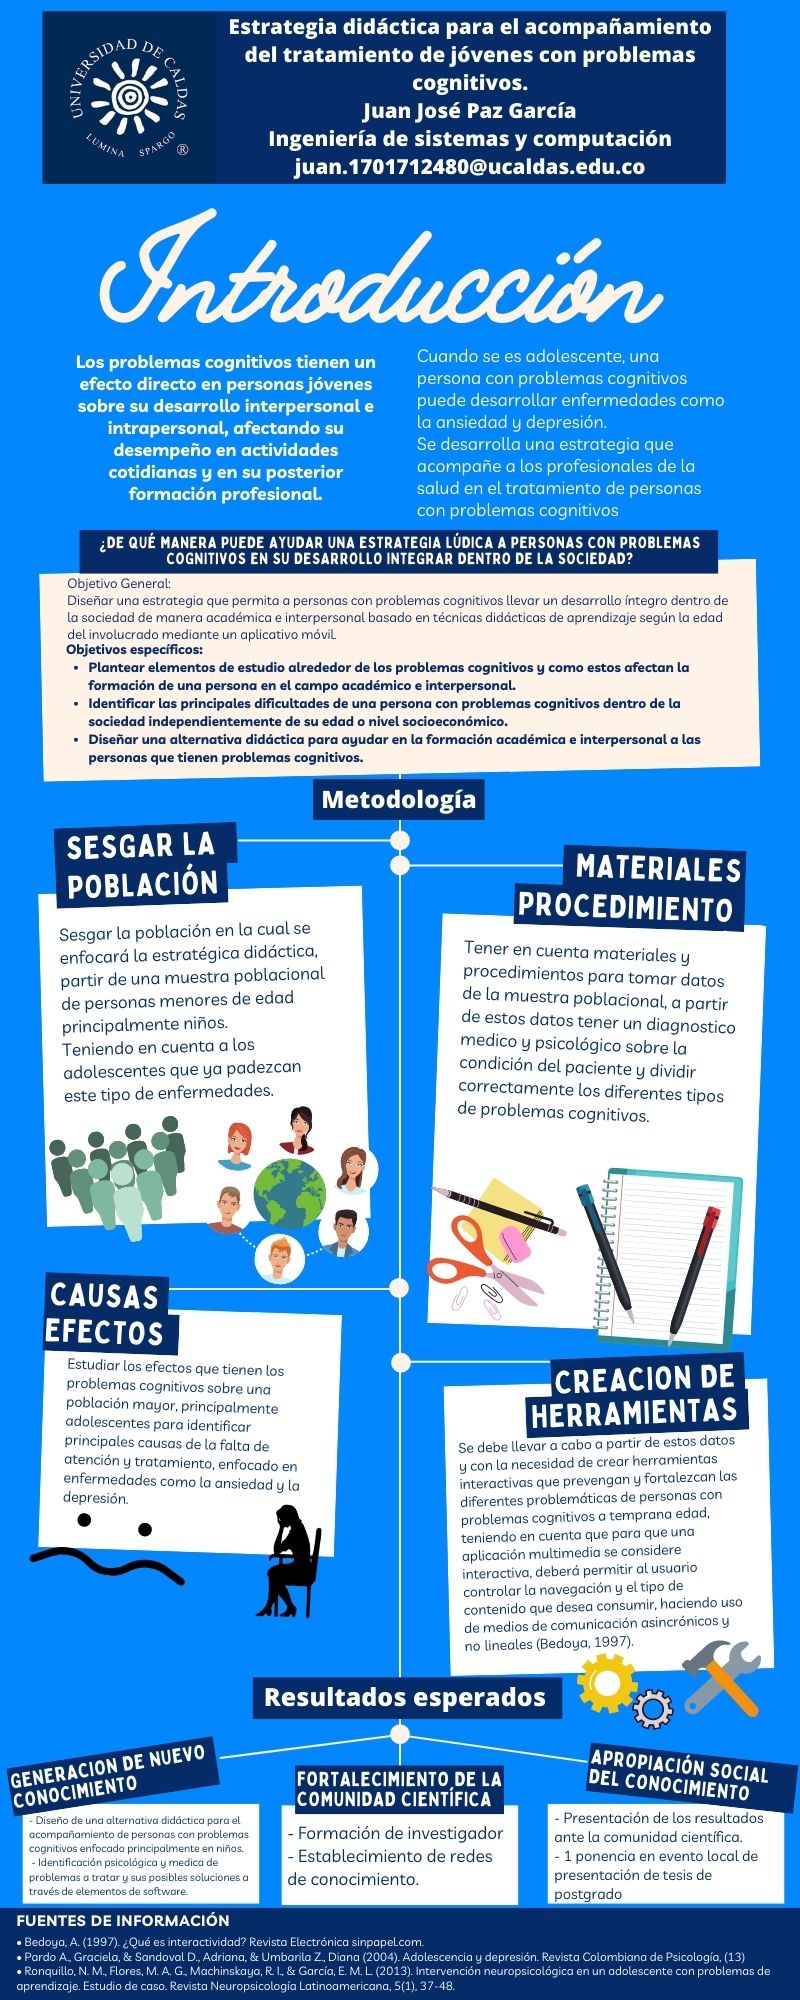 UNIVERSIDAD DE CALDAS
LUMINA SPARGO
®
Estrategia didáctica para el acompañamiento
del tratamiento de jóvenes con problemas
cognitivos.
Juan José Paz García
Ingeniería de sistemas y computación
juan.1701712480@ucaldas.edu.co
Introducción
Los problemas cognitivos tienen un
efecto directo en personas jóvenes
sobre su desarrollo interpersonal e
intrapersonal, afectando su
desempeño en actividades
cotidianas y en su posterior
formación profesional.
Cuando se es adolescente, una
persona con problemas cognitivos
puede desarrollar enfermedades como
la ansiedad y depresión.
Se desarrolla una estrategia que
acompañe a los profesionales de la
salud en el tratamiento de personas
con problemas cognitivos
¿DE QUÉ MANERA PUEDE AYUDAR UNA ESTRATEGIA LÚDICA A PERSONAS CON PROBLEMAS
COGNITIVOS EN SU DESARROLLO INTEGRAR DENTRO DE LA SOCIEDAD?
Objetivo General:
Diseñar una estrategia que permita a personas con problemas cognitivos llevar un desarrollo íntegro dentro de
la sociedad de manera académica e interpersonal basado en técnicas didácticas de aprendizaje según la edad
del involucrado mediante un aplicativo móvil.
Objetivos específicos:
• Plantear elementos de estudio alrededor de los problemas cognitivos y como estos afectan la
formación de una persona en el campo académico e interpersonal.
• Identificar las principales dificultades de una persona con problemas cognitivos dentro de la
sociedad independientemente de su edad o nivel socioeconómico.
• Diseñar una alternativa didáctica para ayudar en la formación académica e interpersonal a las
personas que tienen problemas cognitivos.
Metodología
SESGAR LA
POBLACIÓN
Sesgar la población en la cual se
enfocará la estratégica didáctica,
partir de una muestra poblacional
de personas menores de edad
principalmente niños.
Teniendo en cuenta a los
adolescentes que ya padezcan
este tipo de enfermedades.
MATERIALES
PROCEDIMIENTO
Tener en cuenta materiales y
procedimientos para tomar datos
de la muestra poblacional, a partir
de estos datos tener un diagnostico
medico y psicológico sobre la
condición del paciente y dividir
correctamente los diferentes tipos
de problemas cognitivos.
CAUSAS
EFECTOS
Estudiar los efectos que tienen los
problemas cognitivos sobre una
población mayor, principalmente
adolescentes para identificar
principales causas de la falta de
atención y tratamiento, enfocado en
enfermedades como la ansiedad y la
depresión.
CREACION DE
HERRAMIENTAS
Se debe llevar a cabo a partir de estos datos
y con la necesidad de crear herramientas
interactivas que prevengan y fortalezcan las
diferentes problemáticas de personas con
problemas cognitivos a temprana edad,
teniendo en cuenta que para que una
aplicación multimedia se considere
interactiva, deberá permitir al usuario
controlar la navegación y el tipo de
contenido que desea consumir, haciendo uso
de medios de comunicación asincrónicos y
no lineales (Bedoya, 1997).
Resultados esperados
GENERACION DE NUEVO
CONOCIMIENTO
- Diseño de una alternativa didáctica para el
acompañamiento de personas con problemas
cognitivos enfocado principalmente en niños.
- Identificación psicológica y medica de
problemas a tratar y sus posibles soluciones a
través de elementos de software.
FORTALECIMIENTO DE LA
COMUNIDAD CIENTÍFICA
- Formación de investigador
- Establecimiento de redes
de conocimiento.
APROPIACIÓN SOCIAL
DEL CONOCIMIENTO
- Presentación de los resultados
ante la comunidad científica.
- 1 ponencia en evento local de
presentación de tesis de
postgrado
FUENTES DE INFORMACIÓN
• Bedoya, A. (1997). ¿Qué es interactividad? Revista Electrónica sinpapel.com.
• Pardo A., Graciela, & Sandoval D., Adriana, & Umbarila Z., Diana (2004). Adolescencia y depresión. Revista Colombiana de Psicología, (13)
• Ronquillo, N. M., Flores, M. A. G., Machinskaya, R. I., & García, E. M. L. (2013). Intervención neuropsicológica en un adolescente con problemas de
aprendizaje. Estudio de caso. Revista Neuropsicología Latinoamericana, 5(1), 37-48.